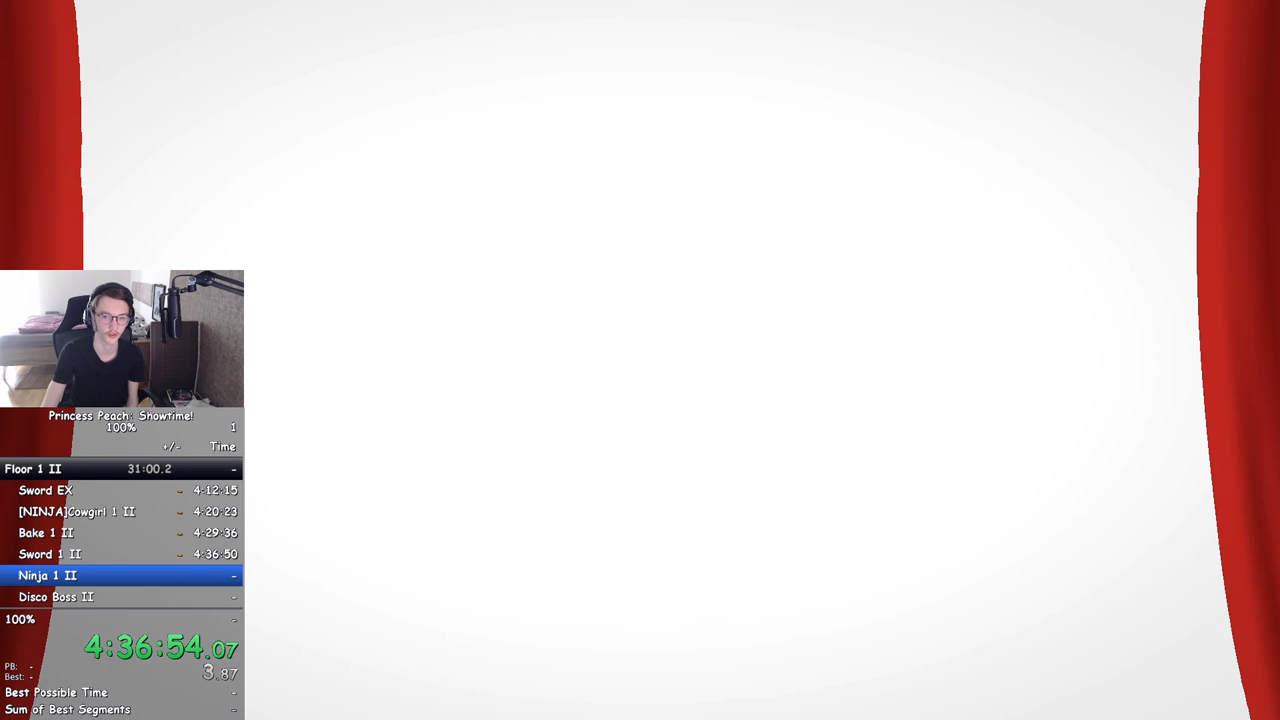 Princess Peach: Showtime!
100% 1
+/- Time
Floor 1 II 31:00.2 -
Sword EX - 4:12:15
[NINJA]Cowgirl 1 II - 4:20:23
Bake 1 II - 4:29:36
Sword 1 II - 4:36:50
Ninja 1 II -
Disco Boss II -
100% -
4:36:54.07
PB: -
3.87
Best: -
Best Possible Time -
Sum of Best Segments -